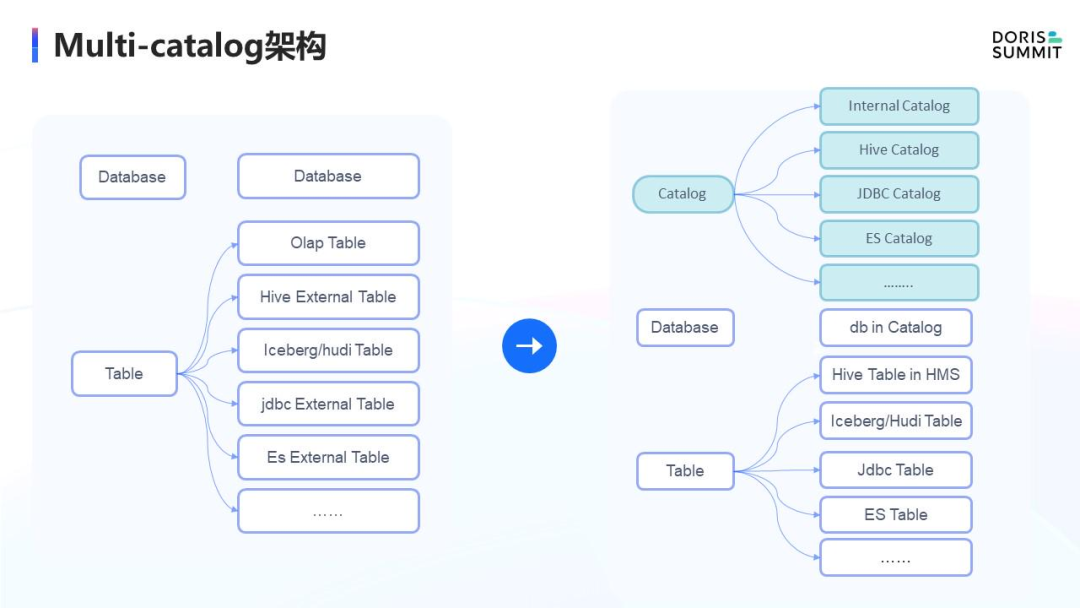 Multi-catalog架构
DORIS
SUMMIT
Database
Database
Olap Table
Hive External Table
Iceberg/hudi Table
Table
jdbc External Table
Es External Table
......
Internal Catalog
Hive Catalog
Catalog
JDBC Catalog
ES Catalog
........
Database
db in Catalog
Hive Table in HMS
Iceberg/Hudi Table
Table
Jdbc Table
ES Table
......